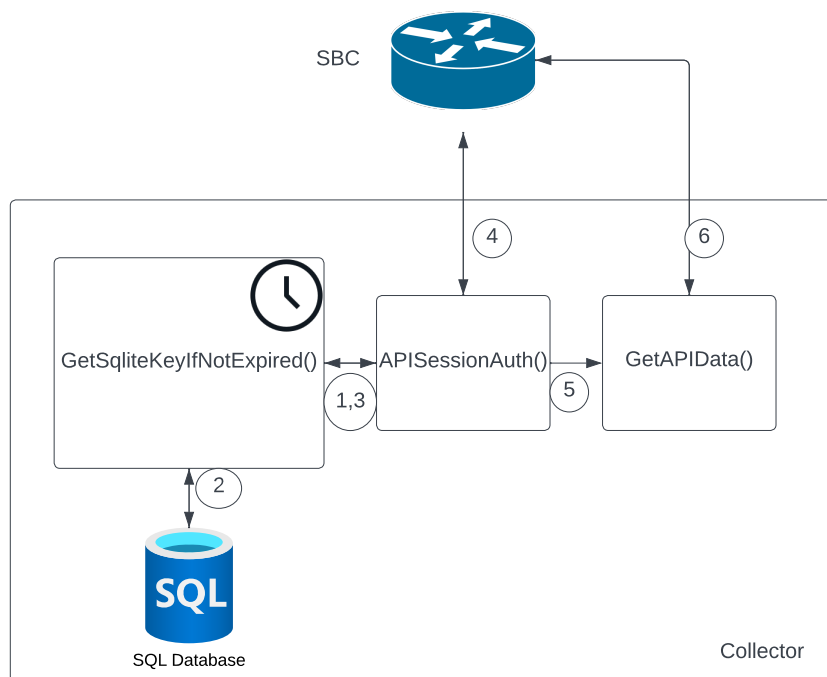 SBC
4
6
GetSqliteKeyIfNotExpired()
APISessionAuth()
GetAPIData()
1,3
5
2
SQL
SQL Database
Collector